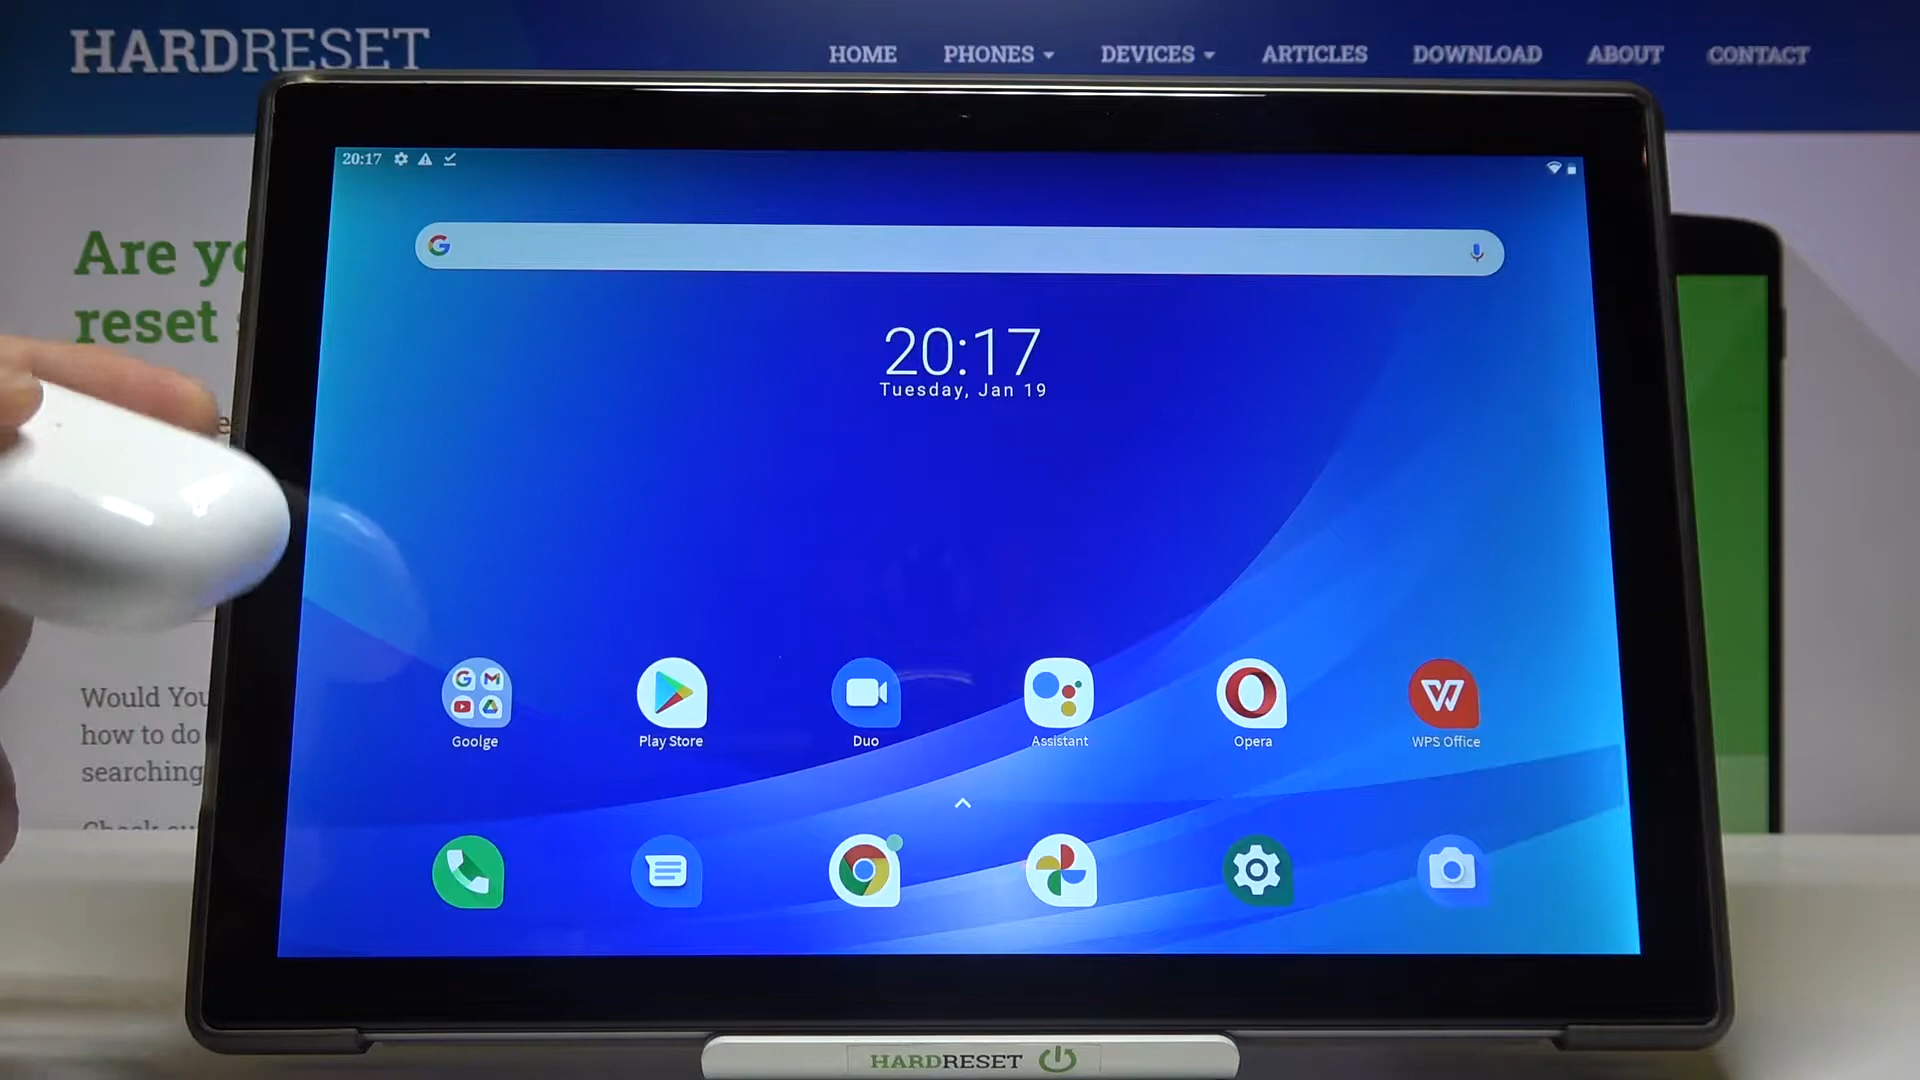 HARDRESET
HOME PHONES DEVICES ARTICLES DOWNLOAD ABOUT CONTACT
20:17
Are
reset
20:17
Tuesday, Jan 19
Would You
how to do
searching
Goolge Play Store Duo Assistant Opera WPS Office
HARDRESET